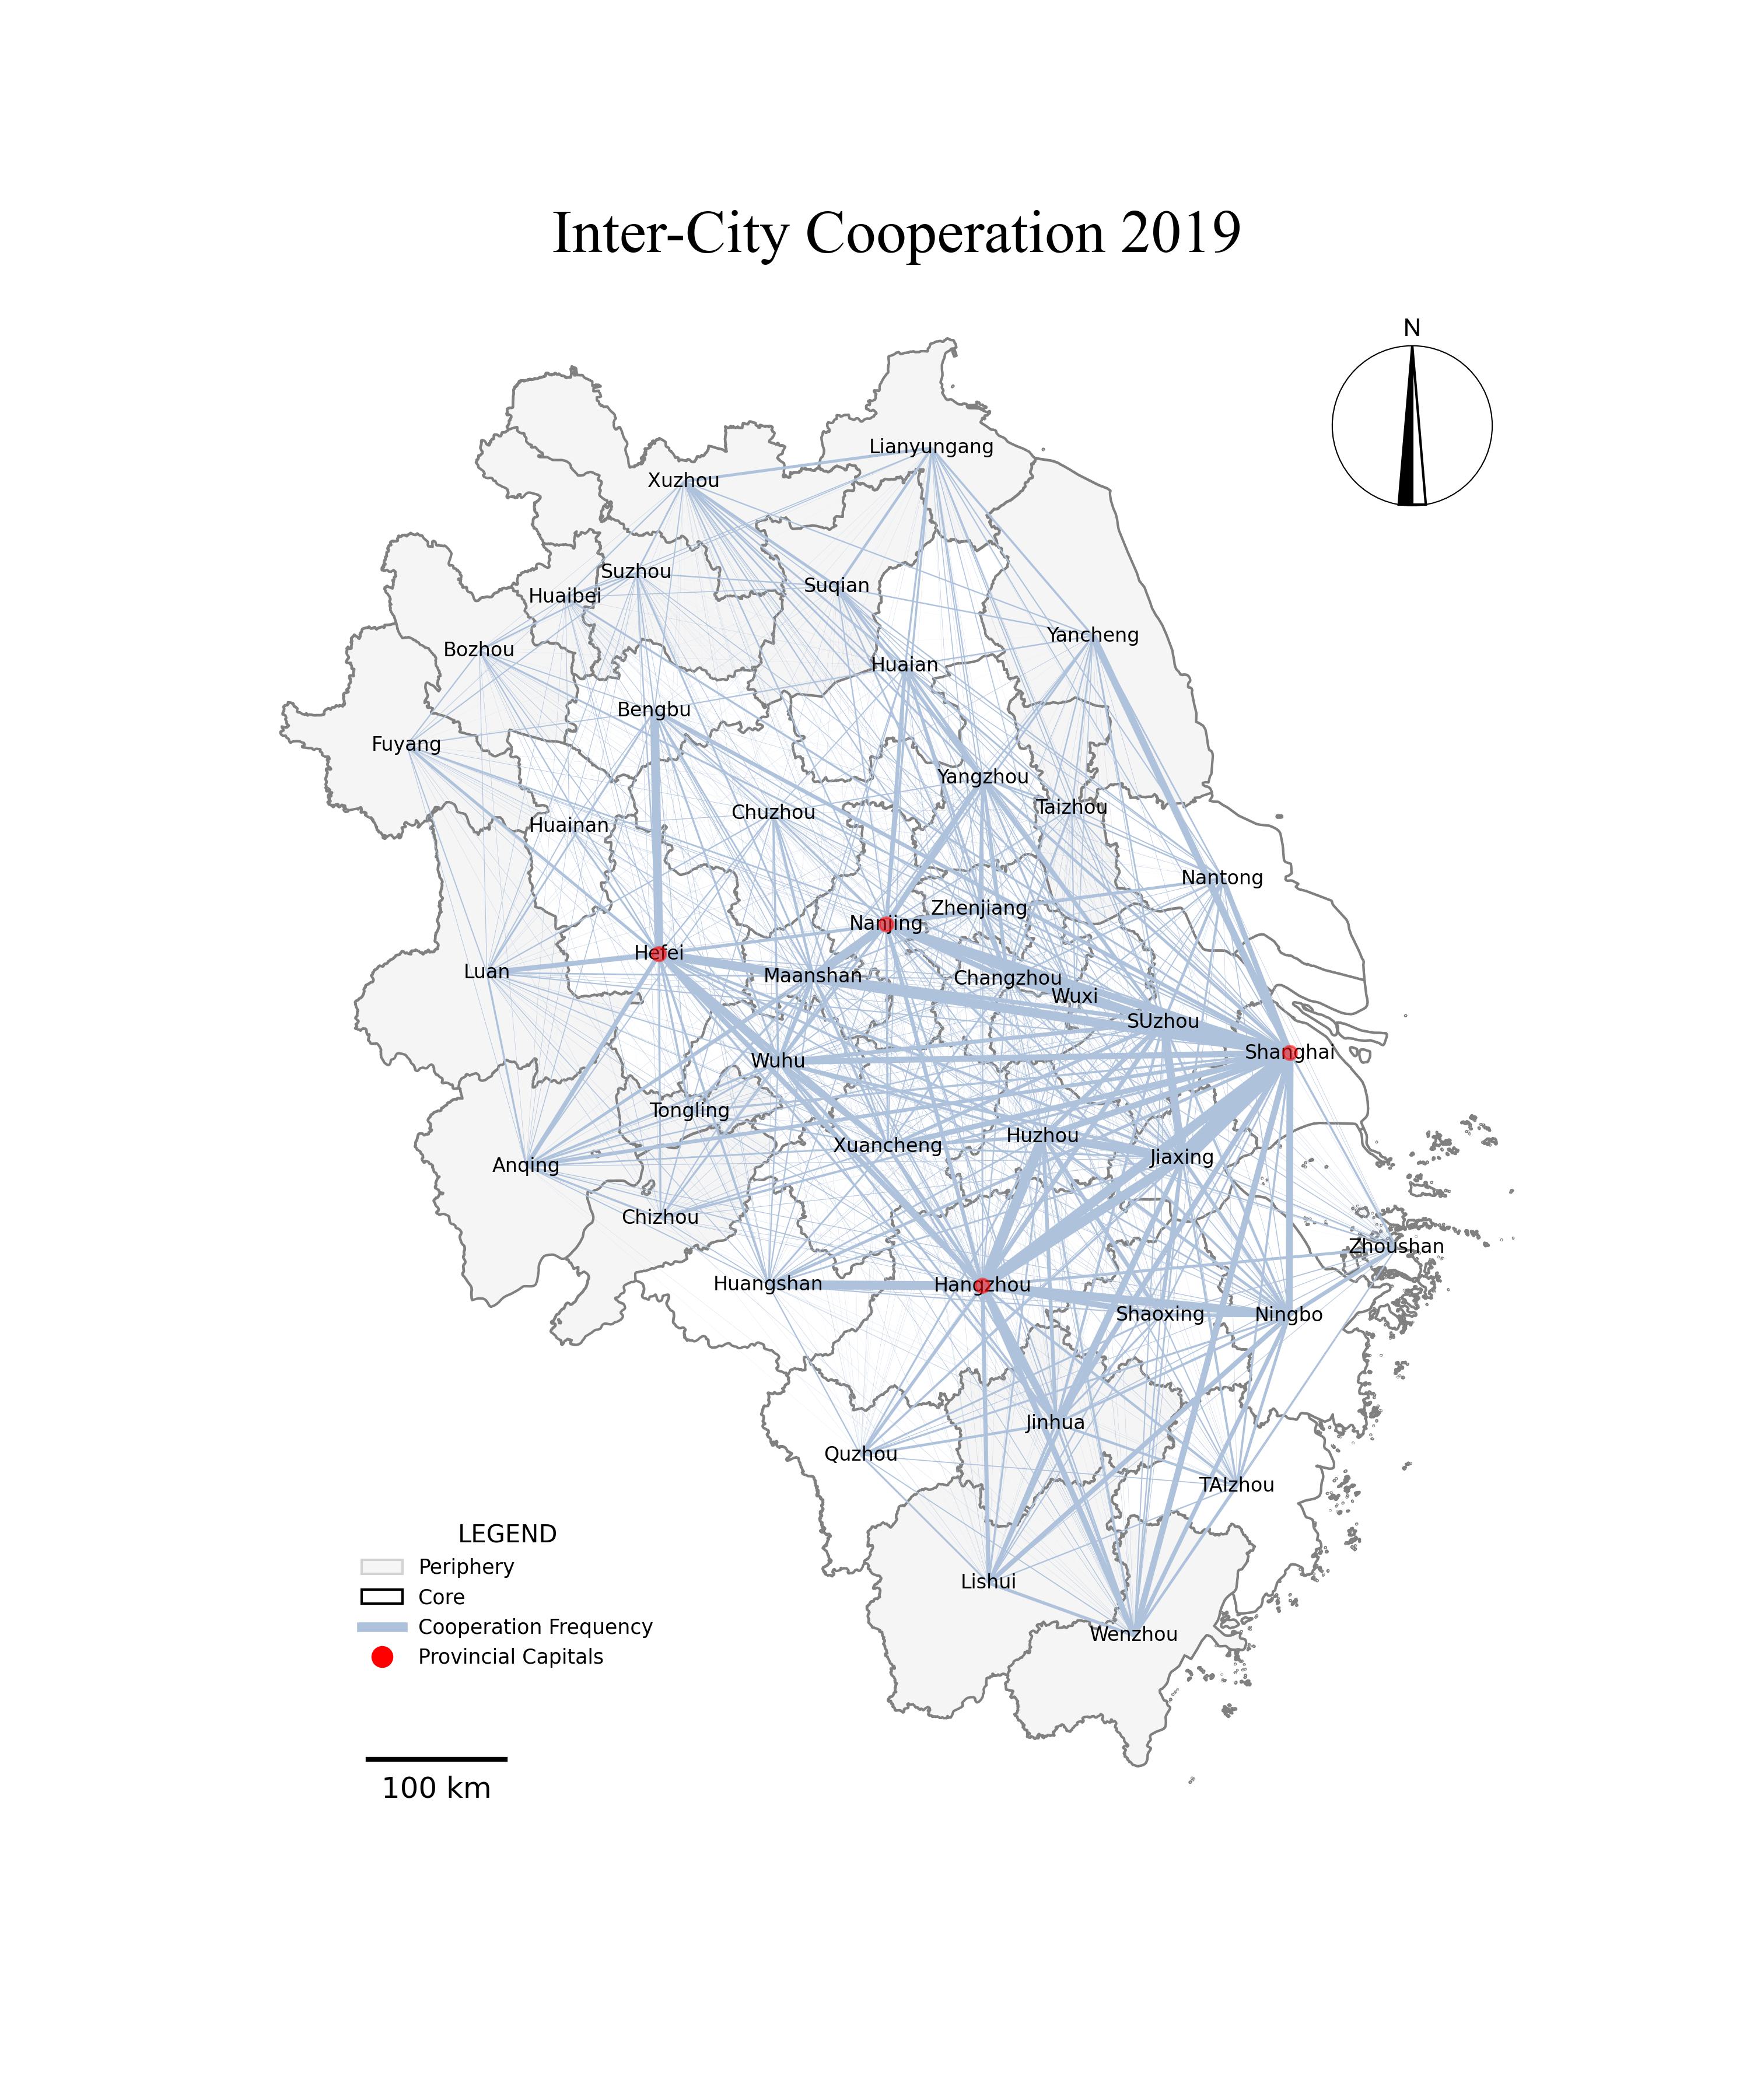 Inter-City Cooperation 2019
N
Lianyungang
Xuzhou
Suzhou
Suqian
Huaibei
Yancheng
Bozhou
Huaian
Bengbu
Fuyang
Yangzhou
Taizhou
Chuzhou
Huainan
Nantong
Zhenjiang
Nanjing
Hefei
Luan
Maanshan
Changzhou
Wuxi
SUzhou
Shanghai
Wuhu
Tongling
Huzhou
Xuancheng
Jiaxing
Anqing
Chizhou
Zhoushan
Huangshan
Hangzhou
Shaoxing
Ningbo
Jinhua
Quzhou
TAIzhou
Lishui
Wenzhou
LEGEND
Periphery
Core
Cooperation Frequency
Provincial Capitals
100 km